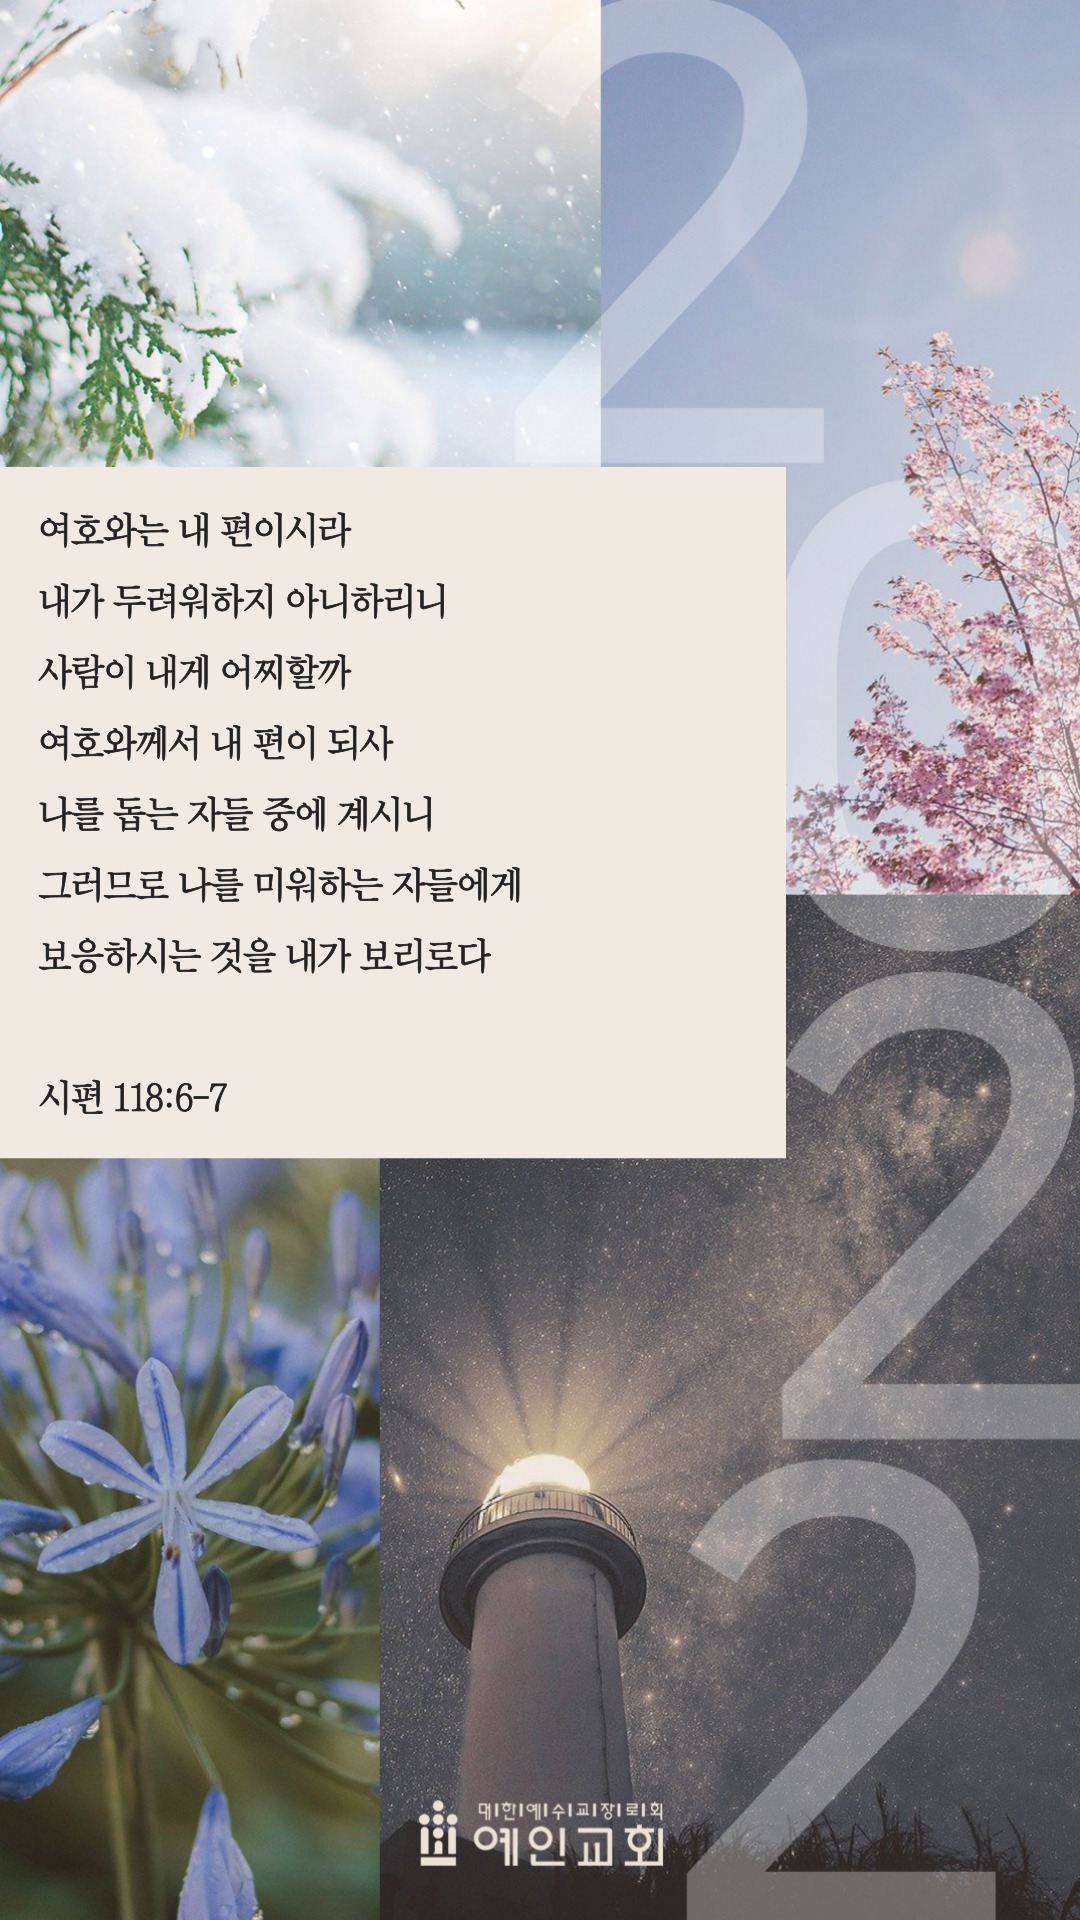 2
0
2
2
여호와는 내 편이시라
내가 두려워하지 아니하리니
사람이 내게 어찌할까
여호와께서 내 편이 되사
나를 돕는 자들 중에 계시니
그러므로 나를 미워하는 자들에게
보응하시는 것을 내가 보리로다
시편 118:6-7
대한예수교장로회
예인교회